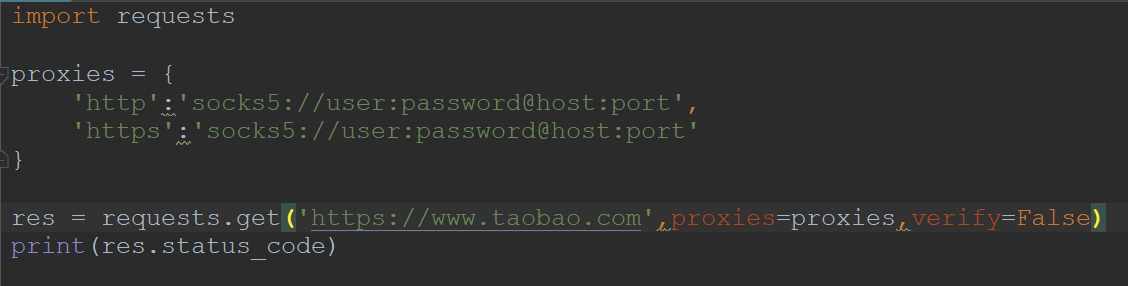 import requests
proxies = {
    'http':'socks5://user:password@host:port',
    'https':'socks5://user:password@host:port'
}
res = requests.get('https://www.taobao.com',proxies=proxies,verify=False)
print(res.status_code)